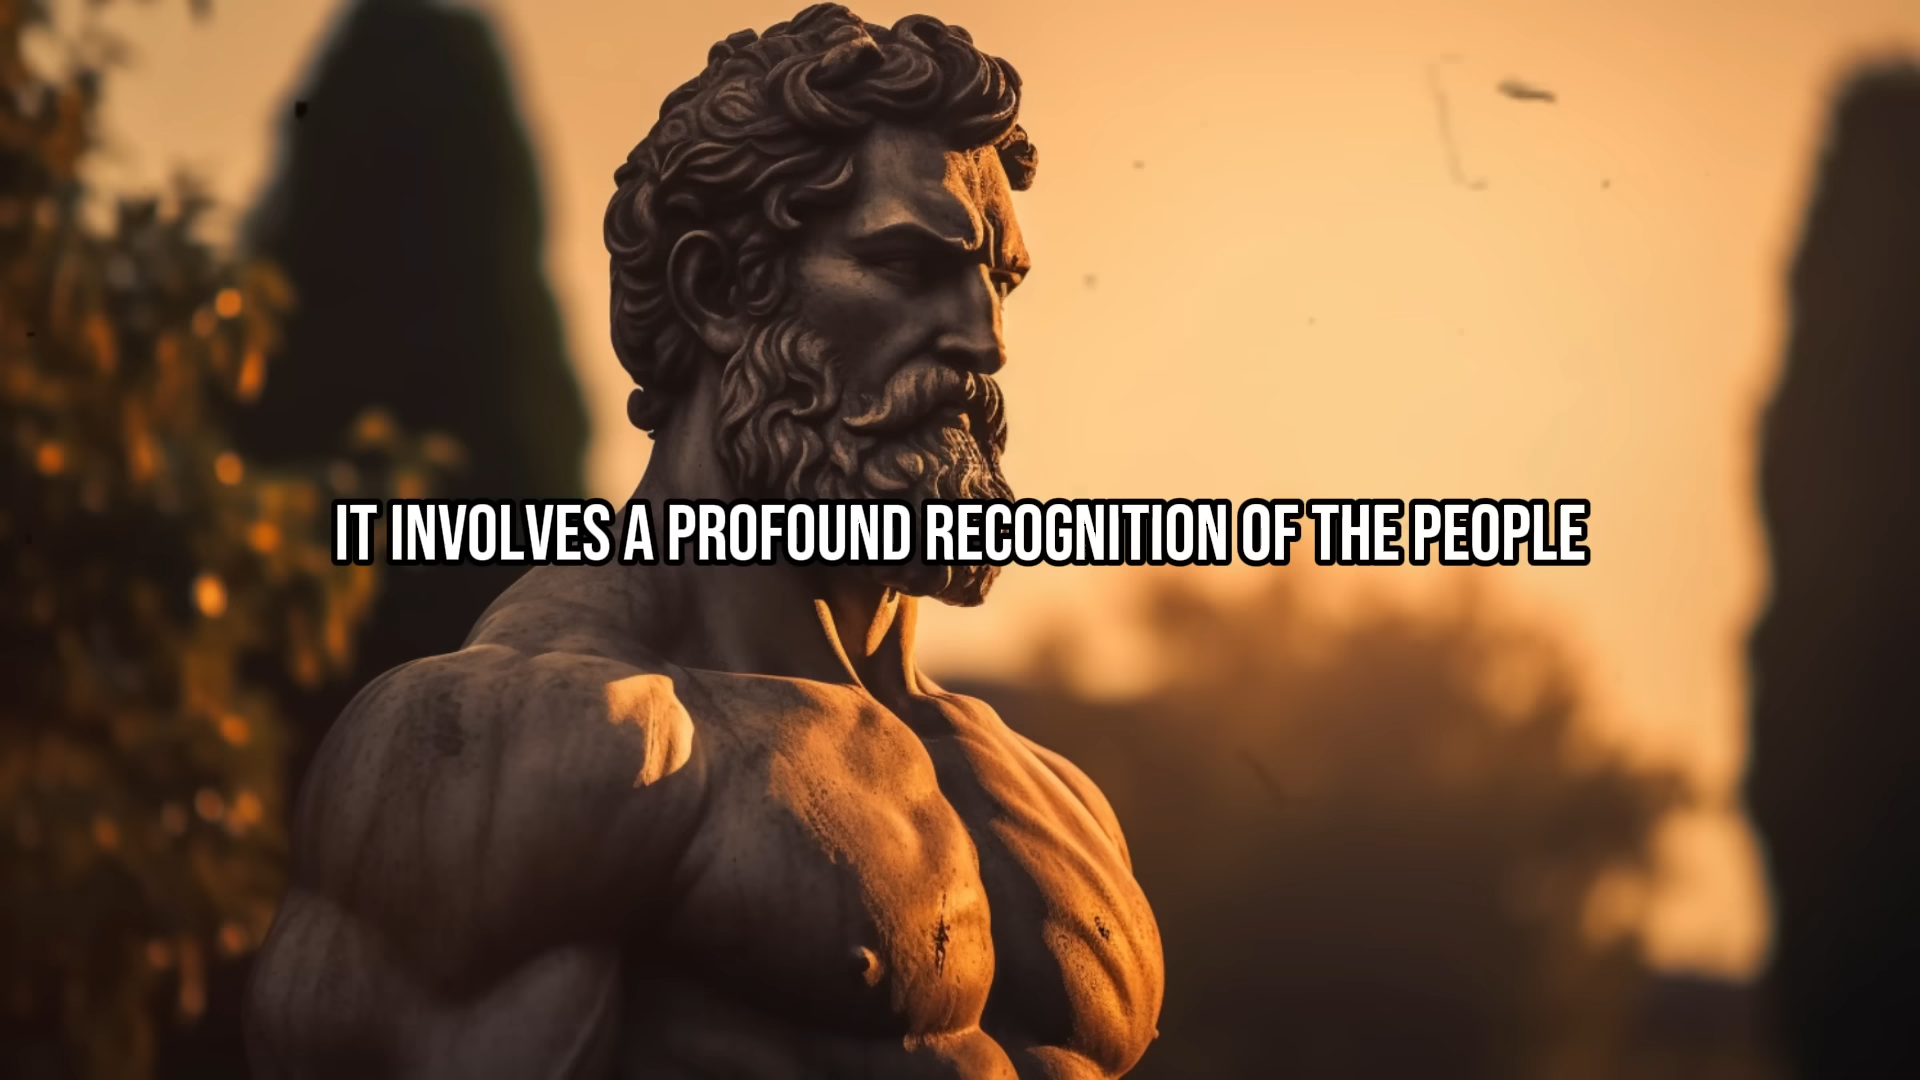 IT INVOLVES A PROFOUND RECOGNITION OF THE PEOPLE